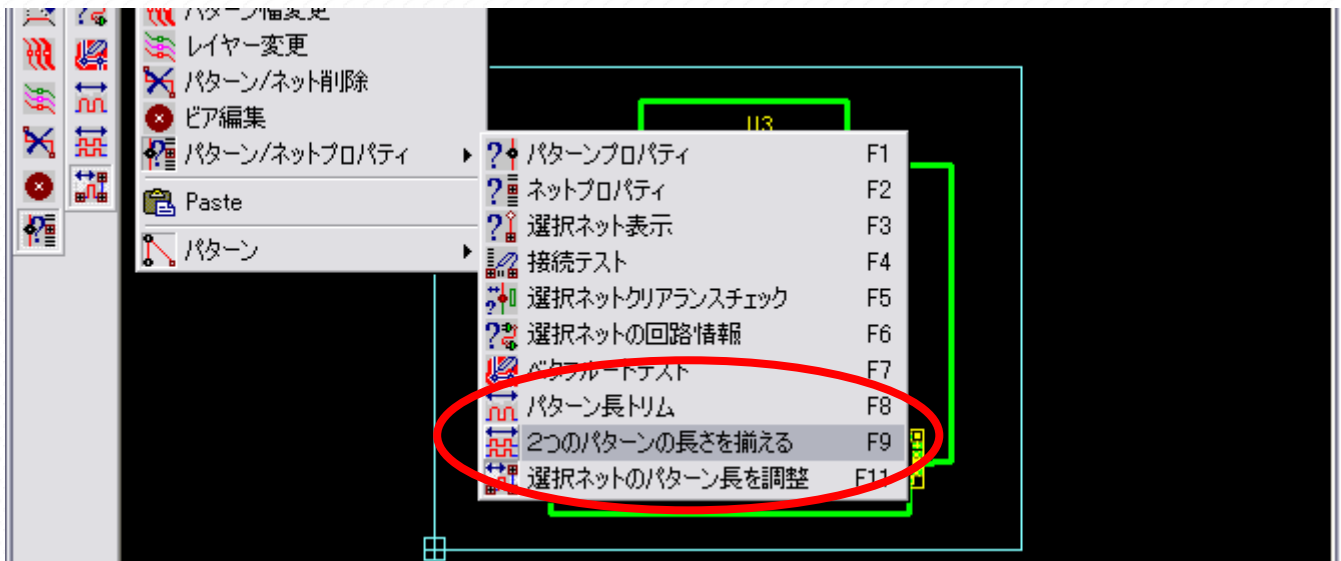 パターン幅変更
レイヤー変更
パターン/ネット削除
ビア編集
パターン/ネットプロパティ
Paste
パターン
U3
パターンプロパティ F1
ネットプロパティ F2
選択ネット表示 F3
接続テスト F4
選択ネットクリアランスチェック F5
選択ネットの回路情報 F6
ベタラルートテスト F7
パターン長トリム F8
2つのパターンの長さを揃える F9
選択ネットのパターン長を調整 F11